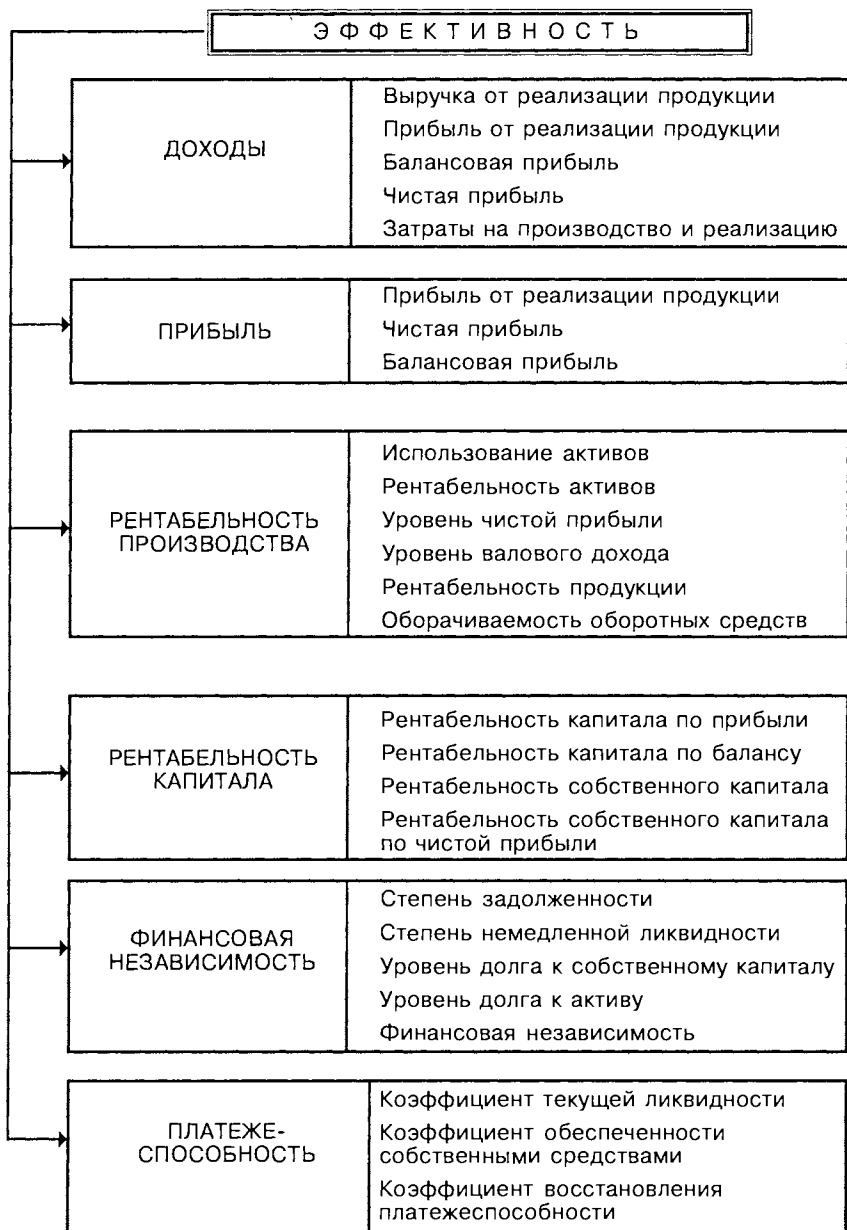 ЭФФЕКТИВНОСТЬ
ДОХОДЫ
Выручка от реализации продукции
Прибыль от реализации продукции
Балансовая прибыль
Чистая прибыль
Затраты на производство и реализацию
ПРИБЫЛЬ
Прибыль от реализации продукции
Чистая прибыль
Балансовая прибыль
РЕНТАБЕЛЬНОСТЬ
ПРОИЗВОДСТВА
Использование активов
Рентабельность активов
Уровень чистой прибыли
Уровень валового дохода
Рентабельность продукции
Оборачиваемость оборотных средств
РЕНТАБЕЛЬНОСТЬ
КАПИТАЛА
Рентабельность капитала по прибыли
Рентабельность капитала по балансу
Рентабельность собственного капитала
Рентабельность собственного капитала
по чистой прибыли
ФИНАНСОВАЯ
НЕЗАВИСИМОСТЬ
Степень задолженности
Степень немедленной ликвидности
Уровень долга к собственному капиталу
Уровень долга к активу
Финансовая независимость
ПЛАТЕЖЕ-
СПОСОБНОСТЬ
Коэффициент текущей ликвидности
Коэффициент обеспеченности
собственными средствами
Коэффициент восстановления
платежеспособности